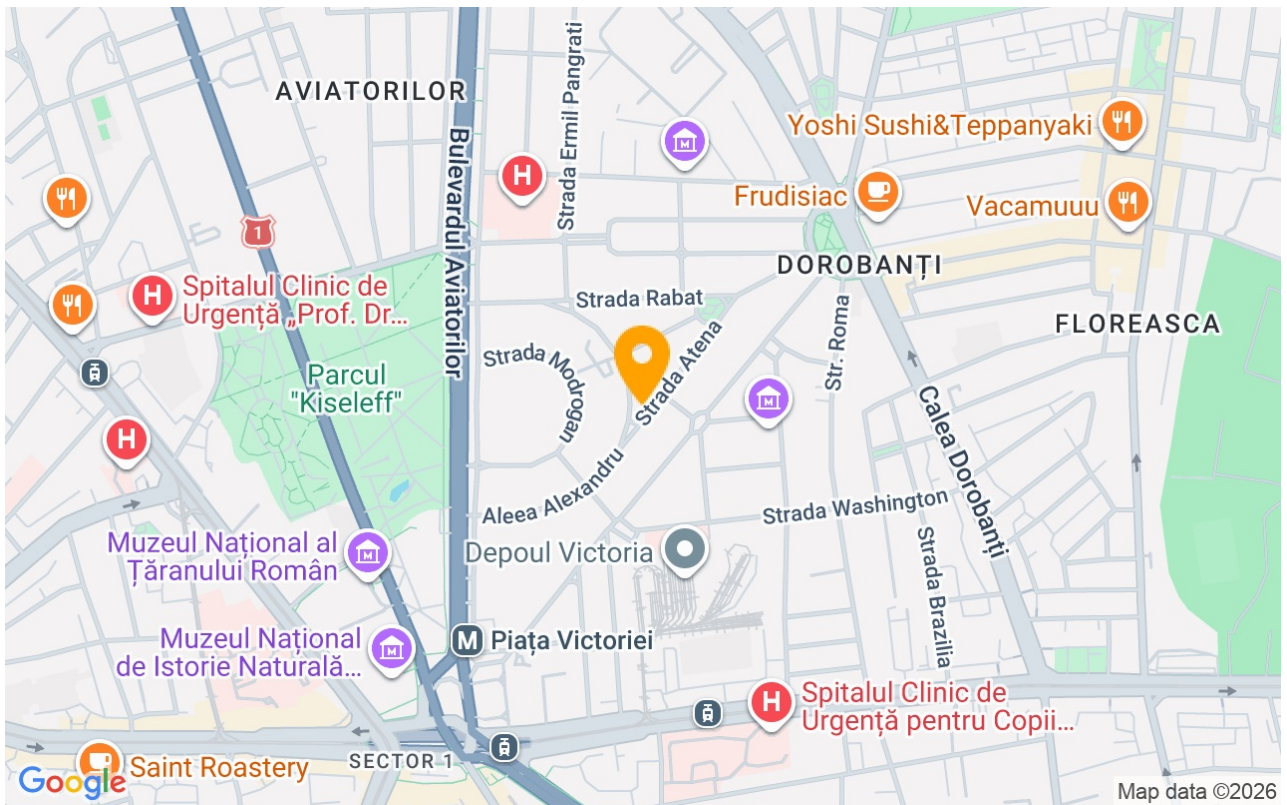 AVIATORILOR
Strada Ermil Pangrati
Bulevardul Aviatorilor
M
Yoshi Sushi&Teppanyaki
H
Frudisiac
Vacamuuu
1
DOROBANȚI
H
Spitalul Clinic de
Urgență „Prof. Dr...
Strada Rabat
Str. Roma
FLOREASCA
Strada Atena
Strada Modrogan
Parcul
"Kiseleff"
M
Calea Dorobanți
H
Aleea Alexandru
Strada Washington
Muzeul Național al
Țăranului Român
M
Depoul Victoria
Strada Brazilia
Muzeul Național
de Istorie Naturală...
M
M
Piața Victoriei
H
Spitalul Clinic de
Urgență pentru Copii...
SECTOR 1
Saint Roastery
Google
Map data ©2026